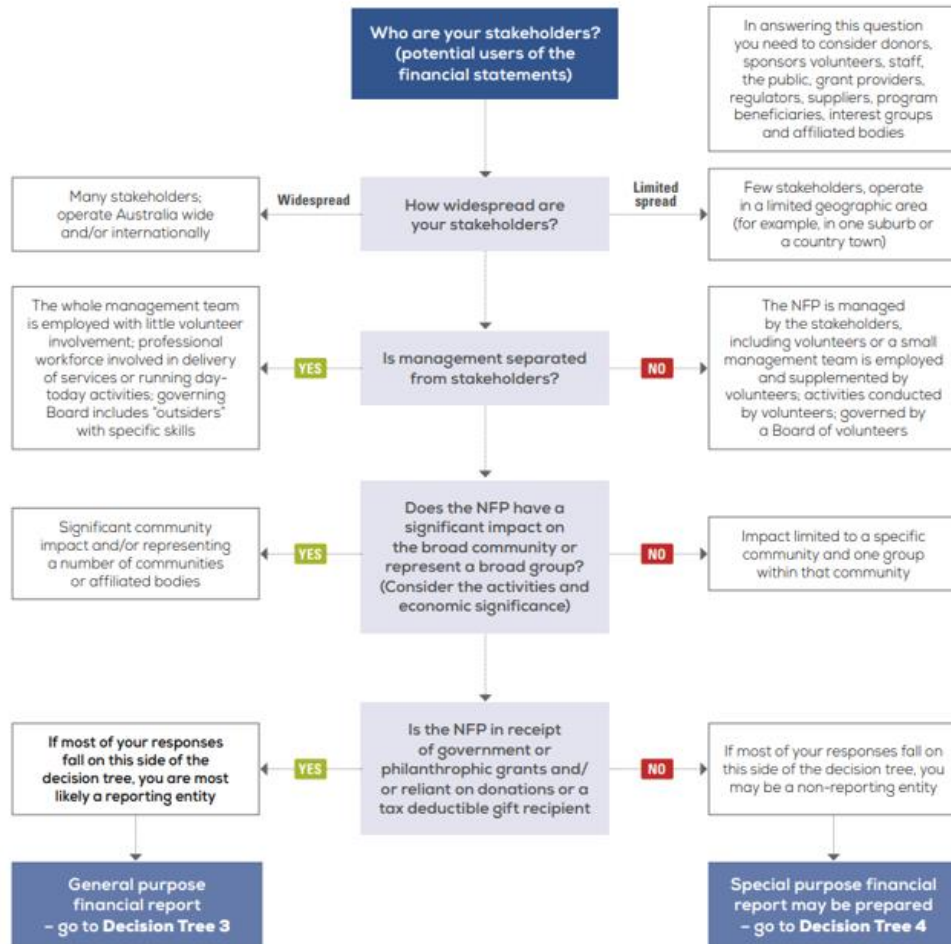 Who are your stakeholders?
(potential users of the
financial statements)
In answering this question
you need to consider donors,
sponsors volunteers, staff,
the public, grant providers,
regulators, suppliers, program
beneficiaries, interest groups
and affiliated bodies
Many stakeholders;
operate Australia wide
and/or internationally
Widespread
How widespread are
your stakeholders?
Limited
spread
Few stakeholders, operate
in a limited geographic area
(for example, in one suburb or
a country town)
The whole management team
is employed with little volunteer
involvement; professional
workforce involved in delivery
of services or running day-
today activities; governing
Board includes "outsiders"
with specific skills
YES
Is management separated
from stakeholders?
NO
The NFP is managed
by the stakeholders,
including volunteers or a small
management team is employed
and supplemented by
volunteers; activities conducted
by volunteers; governed by
a Board of volunteers
Significant community
impact and/or representing
a number of communities
or affiliated bodies
YES
Does the NFP have a
significant impact on
the broad community or
represent a broad group?
(Consider the activities and
economic significance)
NO
Impact limited to a specific
community and one group
within that community
If most of your responses
fall on this side of the
decision tree, you are most
likely a reporting entity
YES
Is the NFP in receipt
of government or
philanthropic grants and/
or reliant on donations or a
tax deductible gift recipient
NO
If most of your responses fall on
this side of the decision tree, you
may be a non-reporting entity
General purpose
financial report
– go to Decision Tree 3
Special purpose financial
report may be prepared
– go to Decision Tree 4